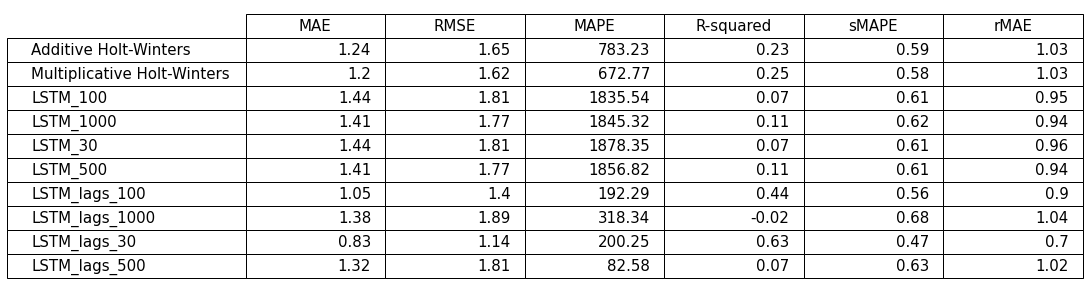 MAE RMSE MAPE R-squared sMAPE rMAE
Additive Holt-Winters 1.24 1.65 783.23 0.23 0.59 1.03
Multiplicative Holt-Winters 1.2 1.62 672.77 0.25 0.58 1.03
LSTM_100 1.44 1.81 1835.54 0.07 0.61 0.95
LSTM_1000 1.41 1.77 1845.32 0.11 0.62 0.94
LSTM_30 1.44 1.81 1878.35 0.07 0.61 0.96
LSTM_500 1.41 1.77 1856.82 0.11 0.61 0.94
LSTM_lags_100 1.05 1.4 192.29 0.44 0.56 0.9
LSTM_lags_1000 1.38 1.89 318.34 -0.02 0.68 1.04
LSTM_lags_30 0.83 1.14 200.25 0.63 0.47 0.7
LSTM_lags_500 1.32 1.81 82.58 0.07 0.63 1.02